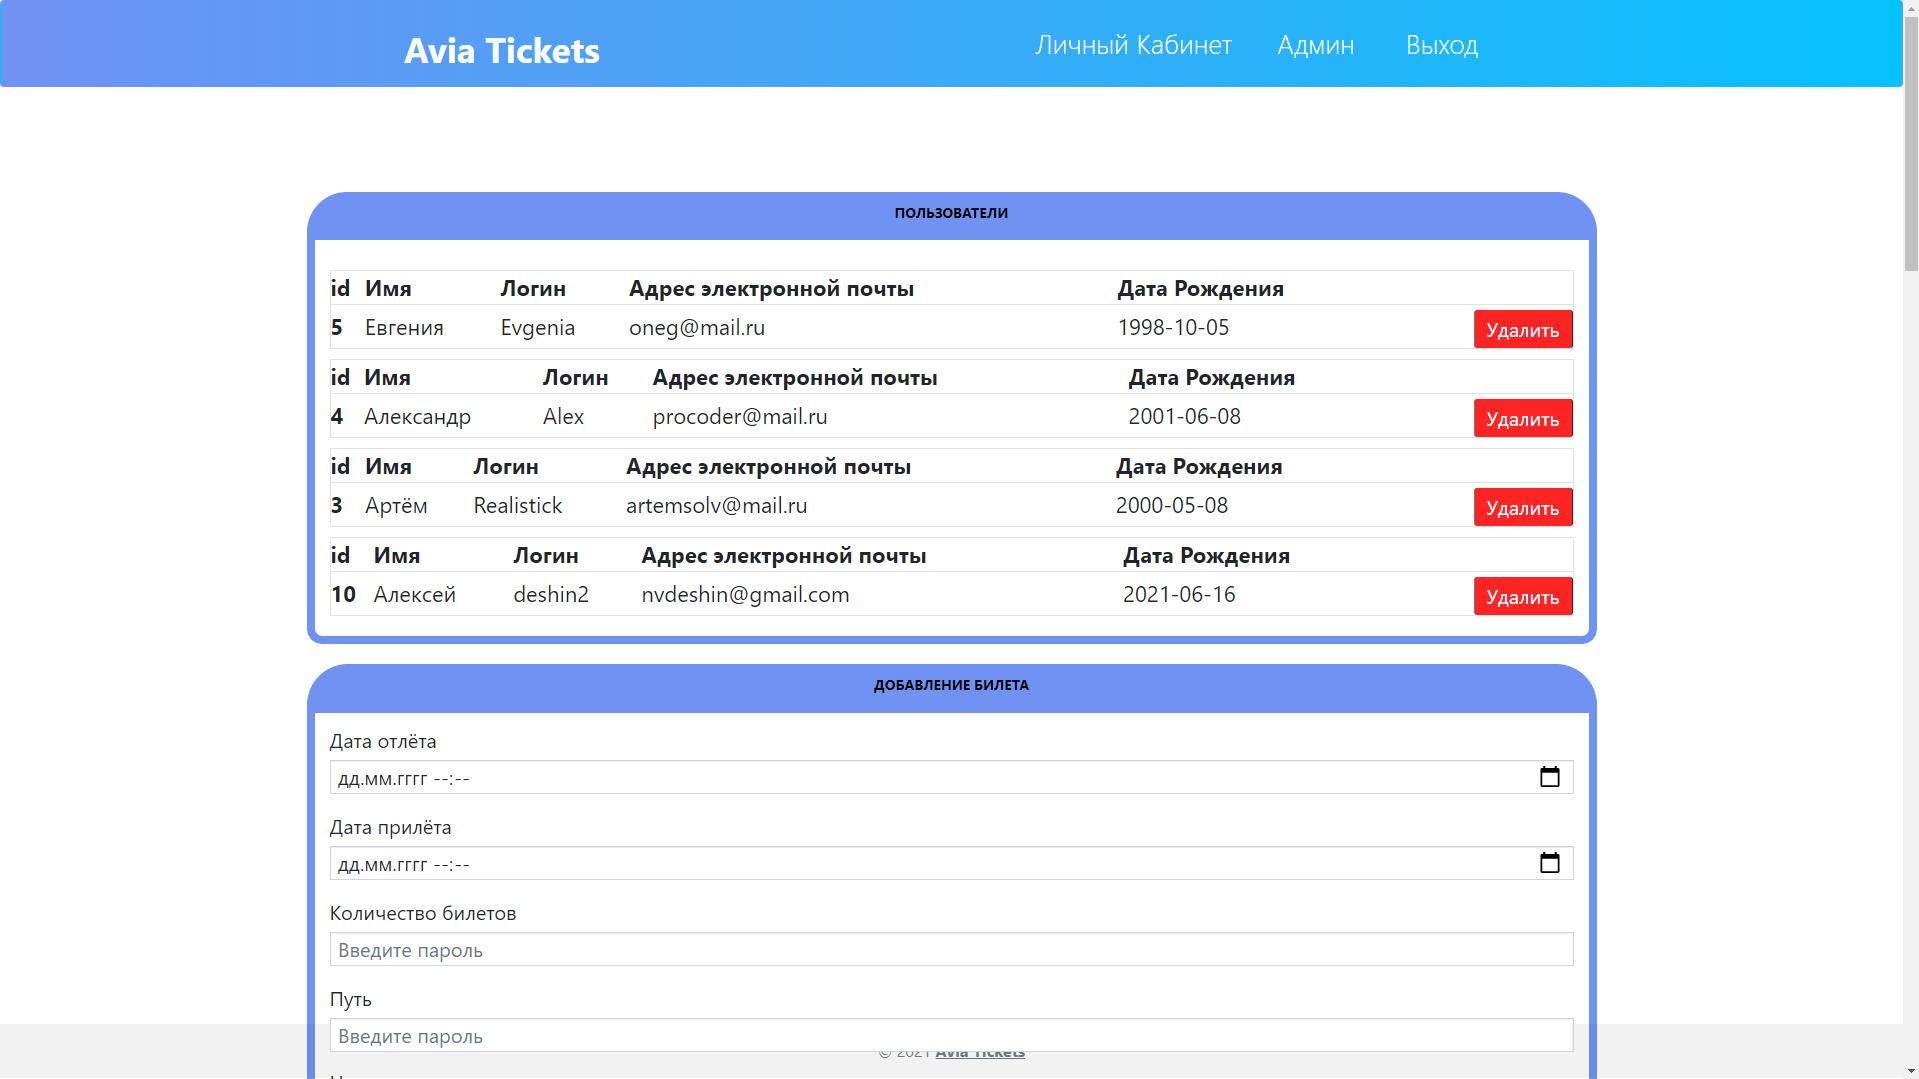 Avia Tickets Личный Кабинет Админ Выход
ПОЛЬЗОВАТЕЛИ
id Имя Логин Адрес электронной почты Дата Рождения
5 Евгения Evgenia oneg@mail.ru 1998-10-05 Удалить
id Имя Логин Адрес электронной почты Дата Рождения
4 Александр Alex procoder@mail.ru 2001-06-08 Удалить
id Имя Логин Адрес электронной почты Дата Рождения
3 Артём Realistick artemsolv@mail.ru 2000-05-08 Удалить
id Имя Логин Адрес электронной почты Дата Рождения
10 Алексей deshin2 nvdeshin@gmail.com 2021-06-16 Удалить
ДОБАВЛЕНИЕ БИЛЕТА
Дата отлёта
дд.мм.гггг --:--
Дата прилёта
дд.мм.гггг --:--
Количество билетов
Введите пароль
Путь
Введите пароль
© 2021 Avia Tickets